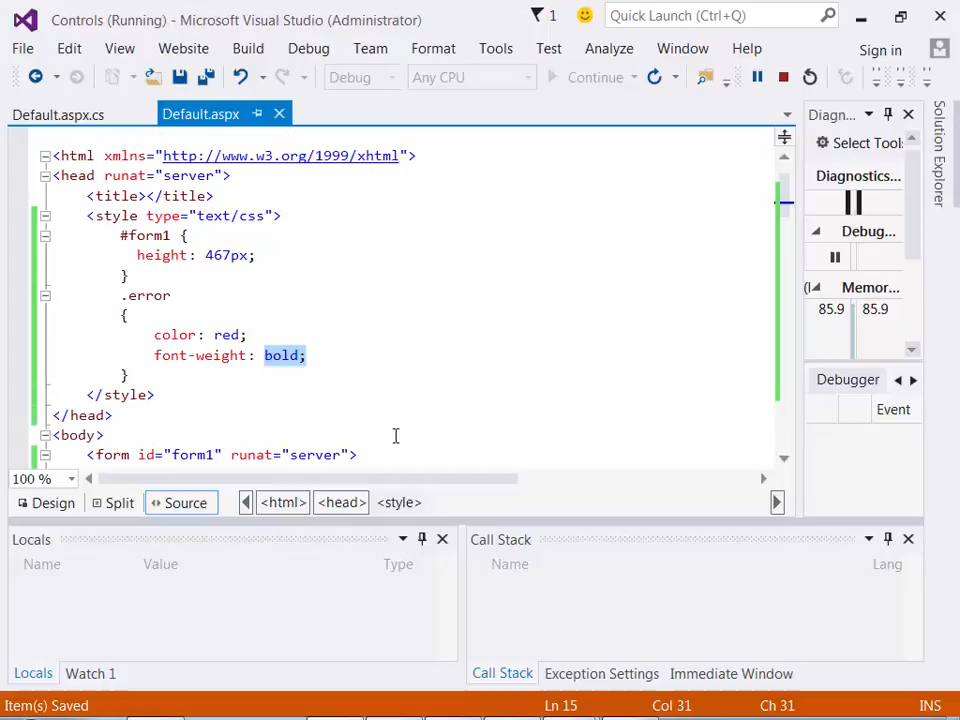 Controls (Running) - Microsoft Visual Studio (Administrator)
1
Quick Launch (Ctrl+Q)
File Edit View Website Build Debug Team Format Tools Test Analyze Window Help
Sign in
Debug Any CPU Continue
Default.aspx.cs Default.aspx
<html xmlns="http://www.w3.org/1999/xhtml">
<head runat="server">
<title></title>
<style type="text/css">
#form1 {
height: 467px;
}
.error
{
color: red;
font-weight: bold;
}
</style>
</head>
<body>
<form id="form1" runat="server">
100 %
Design Split Source <html> <head> <style>
Diagn...
Select Tools
Diagnostics...
Debug...
Memor...
85.9 85.9
Debugger
Event
Solution Explorer
Locals
Name Value Type
Locals Watch 1
Call Stack
Name Lang
Call Stack Exception Settings Immediate Window
Item(s) Saved Ln 15 Col 31 Ch 31 INS